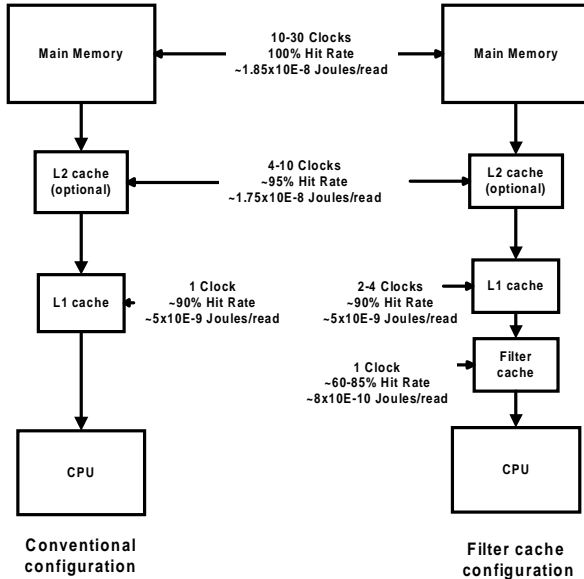 Main Memory
10-30 Clocks
100% Hit Rate
~1.85x10E-8 Joules/read
Main Memory
L2 cache
(optional)
4-10 Clocks
~95% Hit Rate
~1.75x10E-8 Joules/read
L2 cache
(optional)
L1 cache
1 Clock
~90% Hit Rate
~5x10E-9 Joules/read
2-4 Clocks
~90% Hit Rate
~5x10E-9 Joules/read
L1 cache
1 Clock
~60-85% Hit Rate
~8x10E-10 Joules/read
Filter
cache
CPU
CPU
Conventional
configuration
Filter cache
configuration